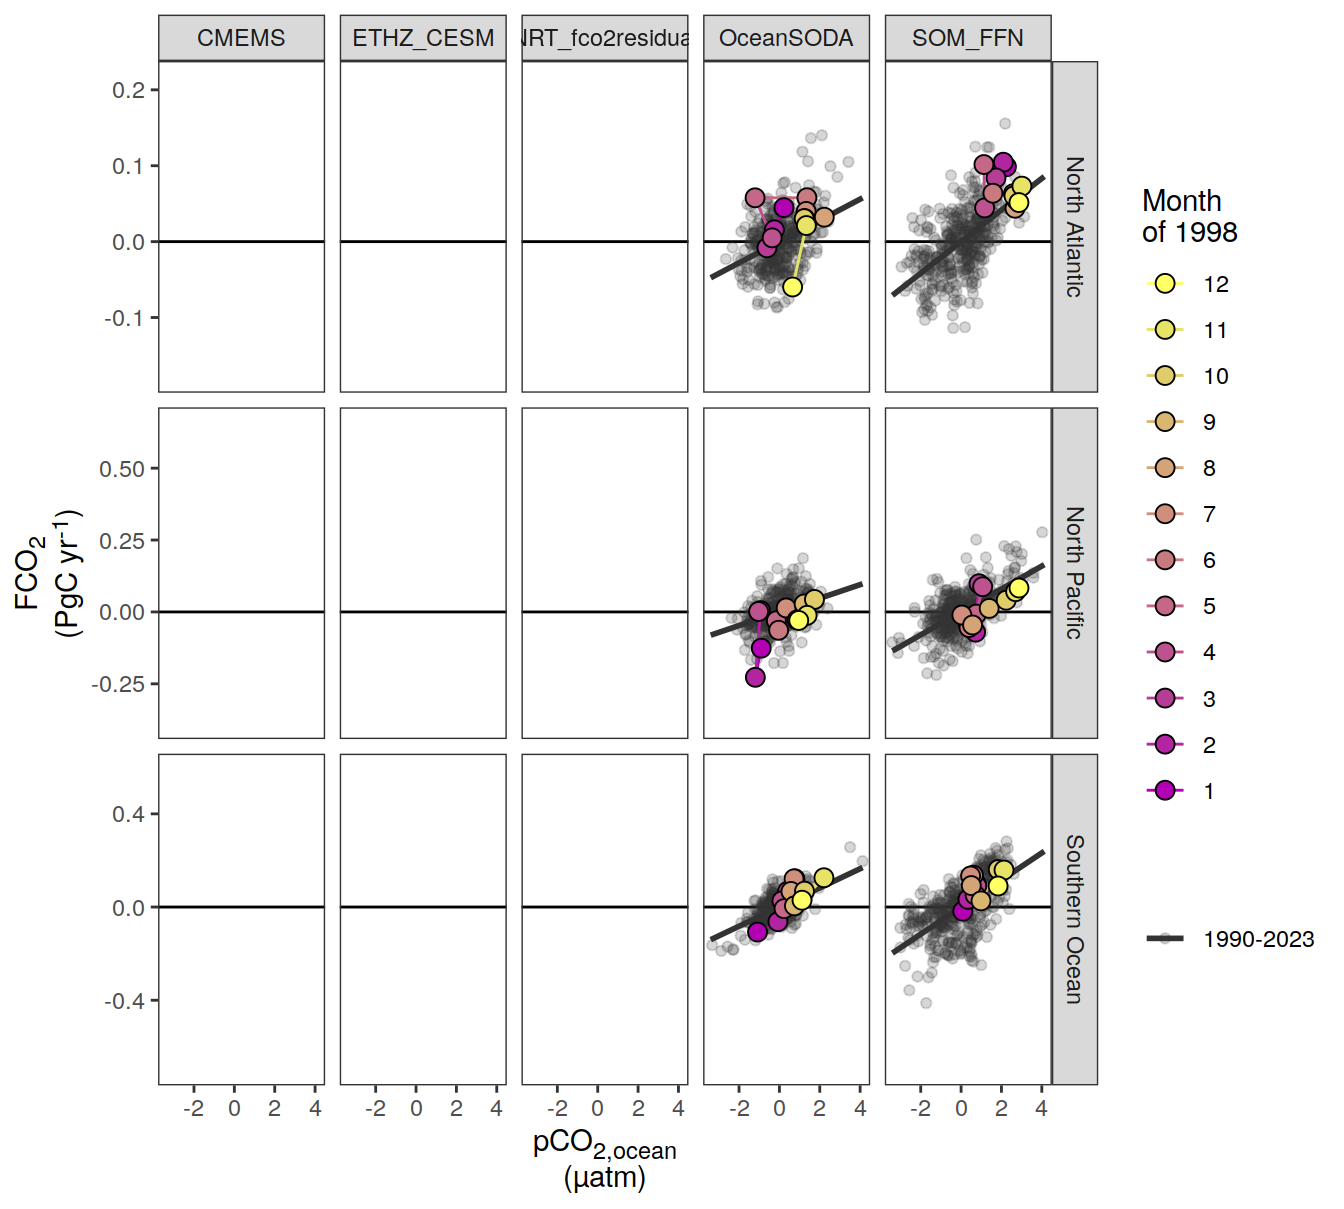 CMEMS ETHZ_CESM NRT_fco2residua OceanSODA SOM_FFN
0.2
0.1
0.0
-0.1
North Atlantic
0.50
0.25
0.00
-0.25
North Pacific
0.4
0.0
-0.4
Southern Ocean
-2 0 2 4 -2 0 2 4 -2 0 2 4 -2 0 2 4 -2 0 2 4
pCO2,ocean
(µatm)
FCO2
(PgC yr-1)
Month
of 1998
12
11
10
9
8
7
6
5
4
3
2
1
1990-2023